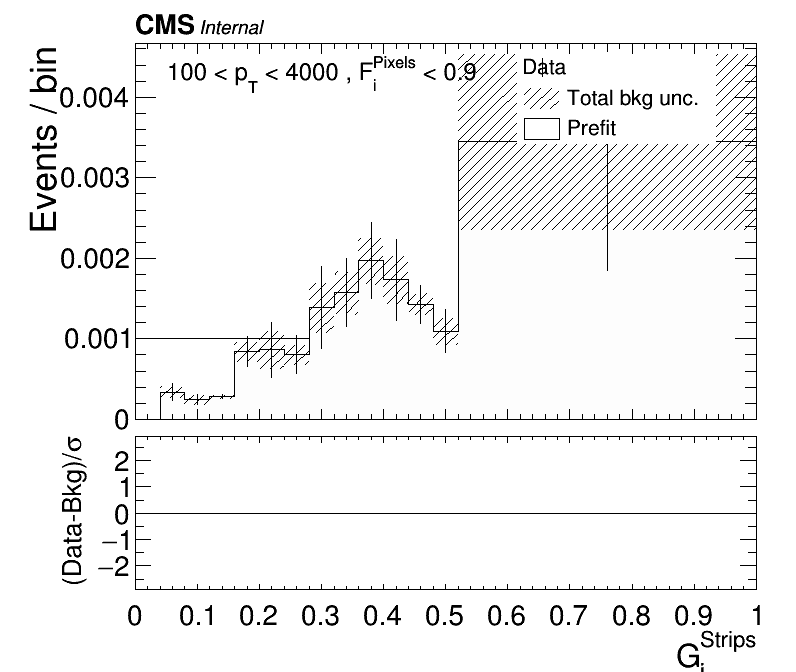 CMS Internal
Events / bin
100 < p_T < 4000 , F_i^Pixels < 0.9
Data
Total bkg unc.
Prefit
0.004
0.003
0.002
0.001
0
(Data-Bkg)/σ
2
1
0
−1
−2
0 0.1 0.2 0.3 0.4 0.5 0.6 0.7 0.8 0.9 1
G_i^Strips